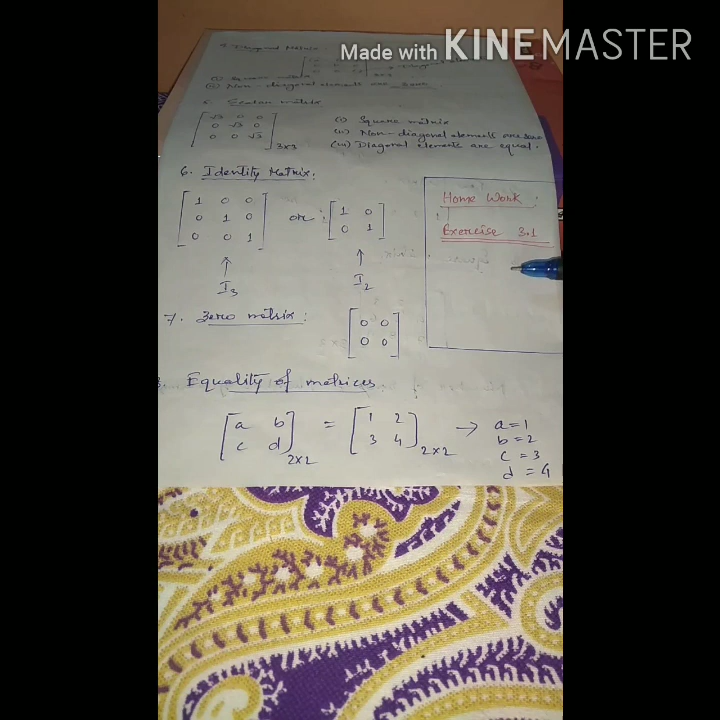 Made with KINEMASTER
4. Diagonal Matrix
(i) Square
(ii) Non-diagonal elements are zero
5. Scalar matrix
√3 0 0
0 √3 0
0 0 √3
3×3
(i) Square matrix
(ii) Non-diagonal elements are zero
(iii) Diagonal elements are equal.
6. Identity Matrix:
1 0 0
0 1 0
0 0 1
or:
1 0
0 1
↑ ↑
I3 I2
Home Work:
Exercise 3.1
7. Zero matrix:
0 0
0 0
8. Equality of matrices
[a b
c d]2×2 = [1 2
3 4]2×2 → a=1
b=2
c=3
d=4